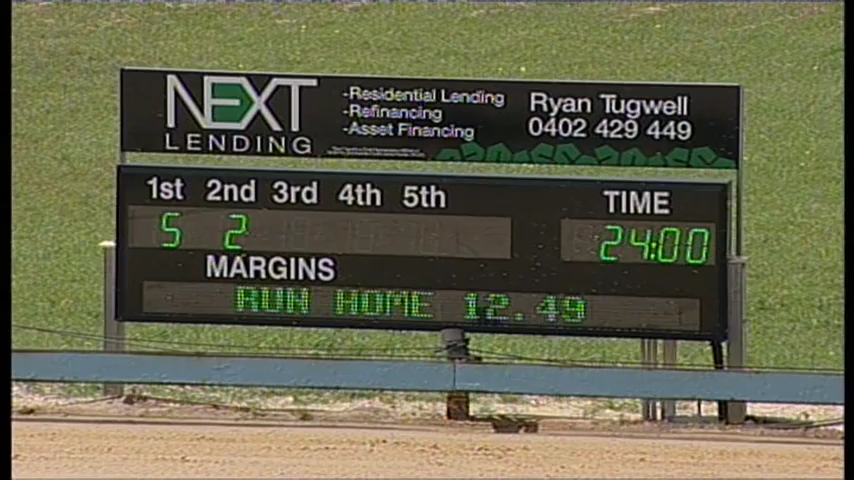 NEXT
LENDING
-Residential Lending
-Refinancing
-Asset Financing
Ryan Tugwell
0402 429 449
1st 2nd 3rd 4th 5th
TIME
5 2
24:00
MARGINS
RUN HOME 12.49